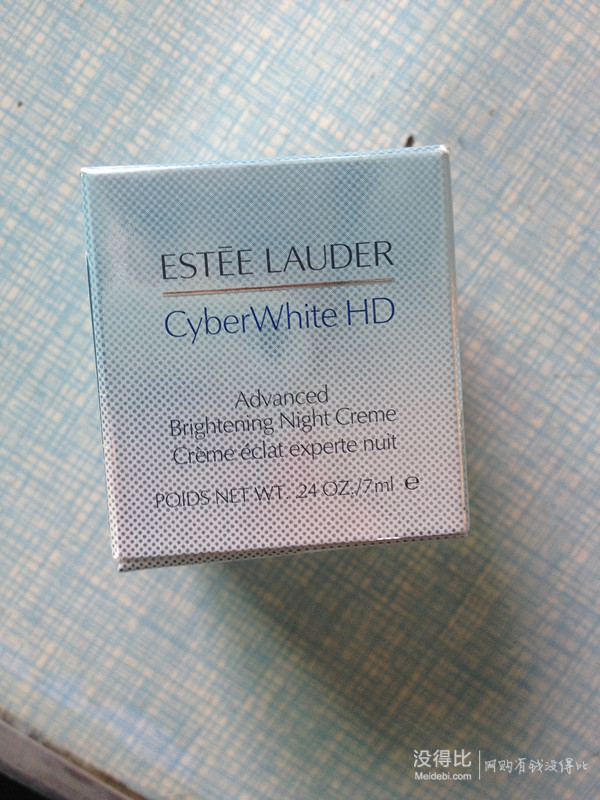 ESTĒE LAUDER
CyberWhite HD
Advanced
Brightening Night Creme
Crème éclat experte nuit
POIDS NET WT. .24 OZ./7ml e
没得比
Meidebi.com
网购有钱没得比